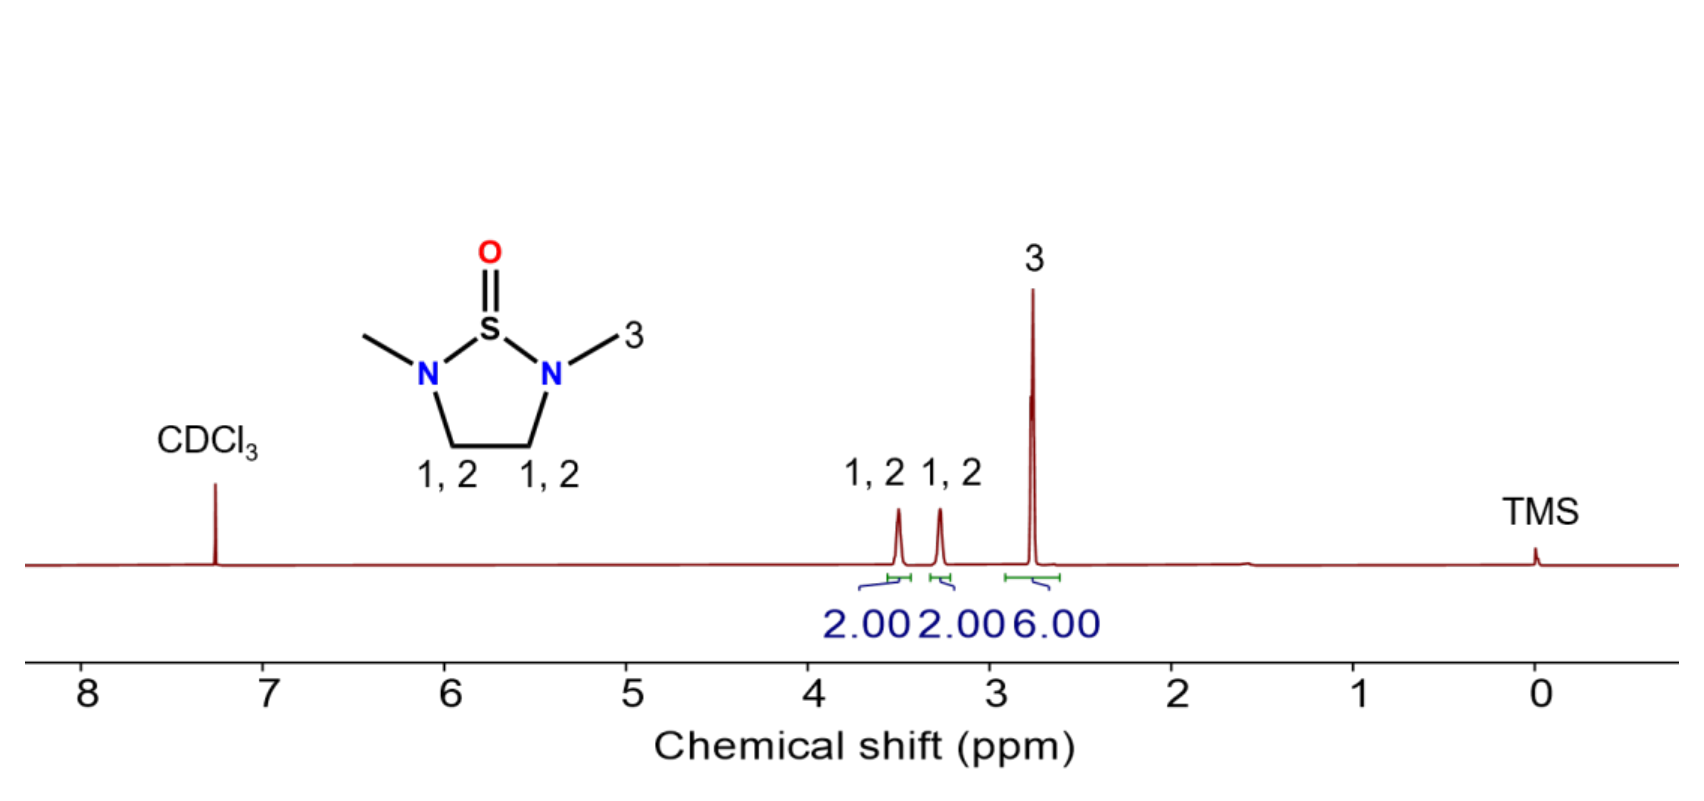 O
S
3
N N
1, 2 1, 2
CDCl₃
1, 2 1, 2
3
TMS
2.00 2.00 6.00
8 7 6 5 4 3 2 1 0
Chemical shift (ppm)